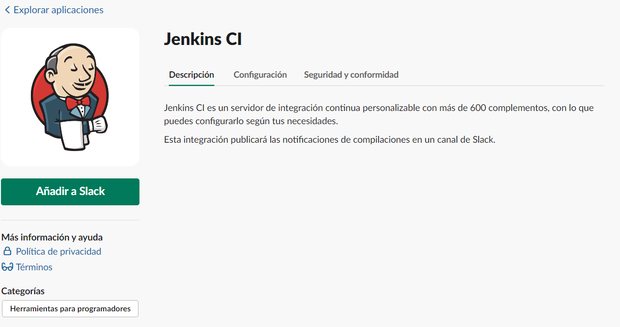 Explorar aplicaciones
Jenkins CI
Descripción Configuración Seguridad y conformidad
Jenkins CI es un servidor de integración continua personalizable con más de 600 complementos, con lo que
puedes configurarlo según tus necesidades.
Esta integración publicará las notificaciones de compilaciones en un canal de Slack.
Añadir a Slack
Más información y ayuda
Política de privacidad
Términos
Categorías
Herramientas para programadores